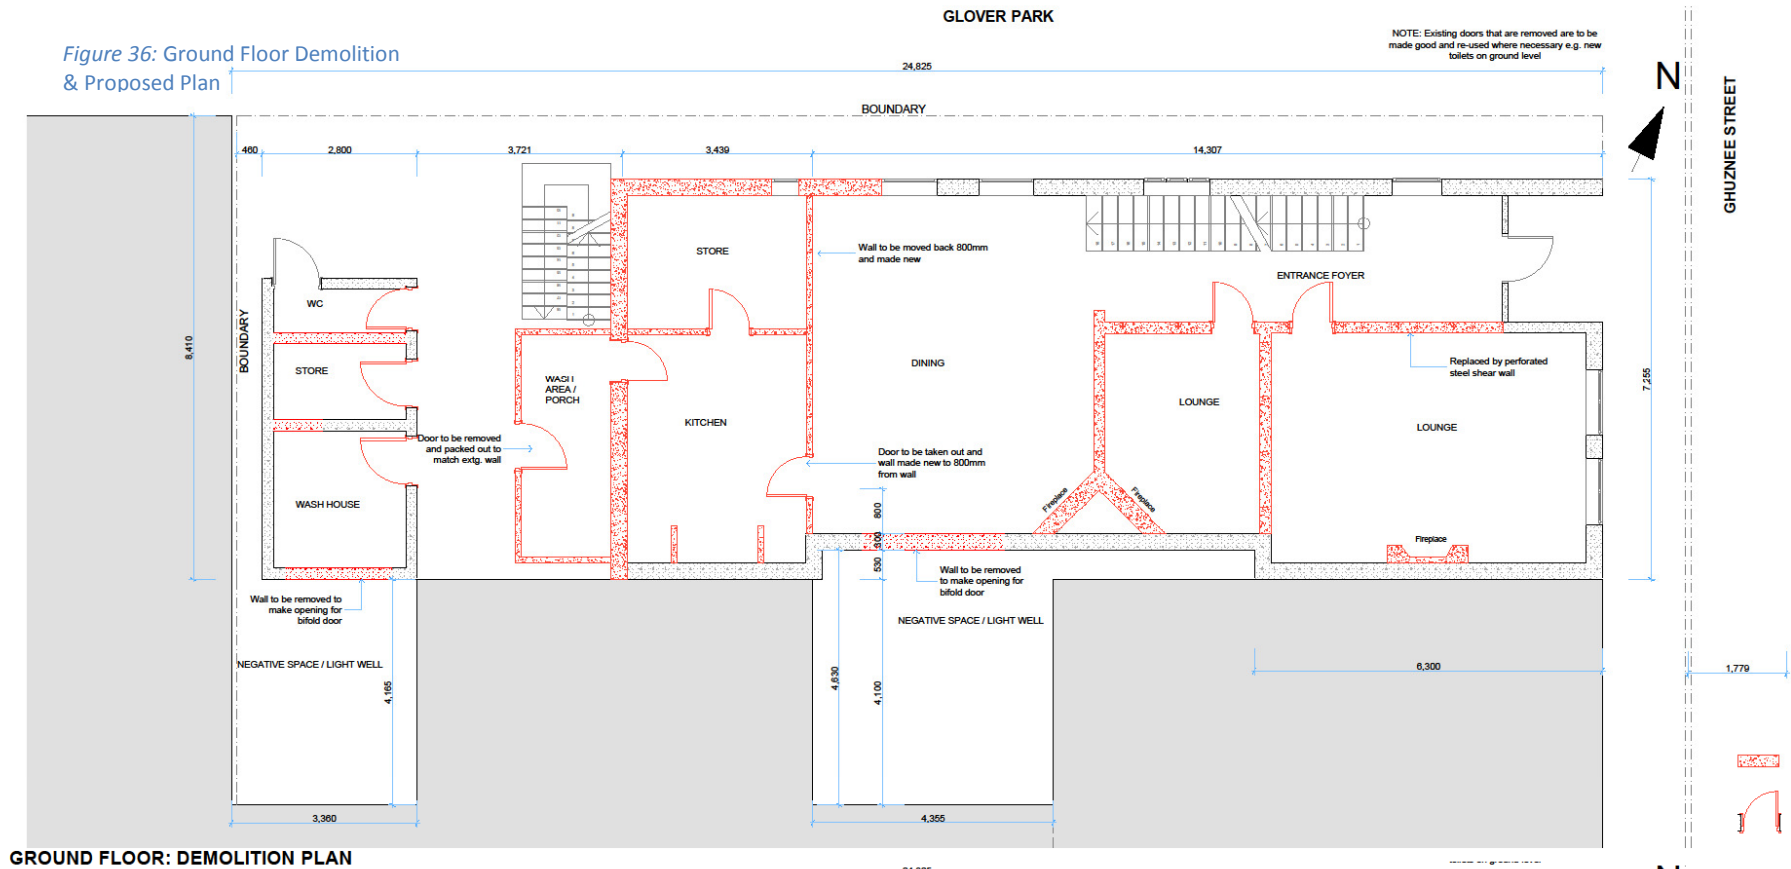 GLOVER PARK
Figure 36: Ground Floor Demolition
& Proposed Plan
NOTE: Existing doors that are removed are to be
made good and re-used where necessary e.g. new
toilets on ground level
24,825
N
GHUZNEE STREET
BOUNDARY
460
2,800
3,721
3,439
14,307
STORE
Wall to be moved back 800mm
and made new
ENTRANCE FOYER
WC
BOUNDARY
8,410
STORE
DINING
Replaced by perforated
steel shear wall
7,255
AREA /
PORCH
LOUNGE
KITCHEN
LOUNGE
Door to be removed
and packed out to
match extg. wall
Door to be taken out and
wall made new to 800mm
from wall
WASH HOUSE
Fireplace
Fireplace
800
300
530
Fireplace
Wall to be removed
to make opening for
bifold door
Wall to be removed to
make opening for
bifold door
NEGATIVE SPACE / LIGHT WELL
NEGATIVE SPACE / LIGHT WELL
4,165
4,630
4,100
6,300
1,779
3,360
4,355
GROUND FLOOR: DEMOLITION PLAN